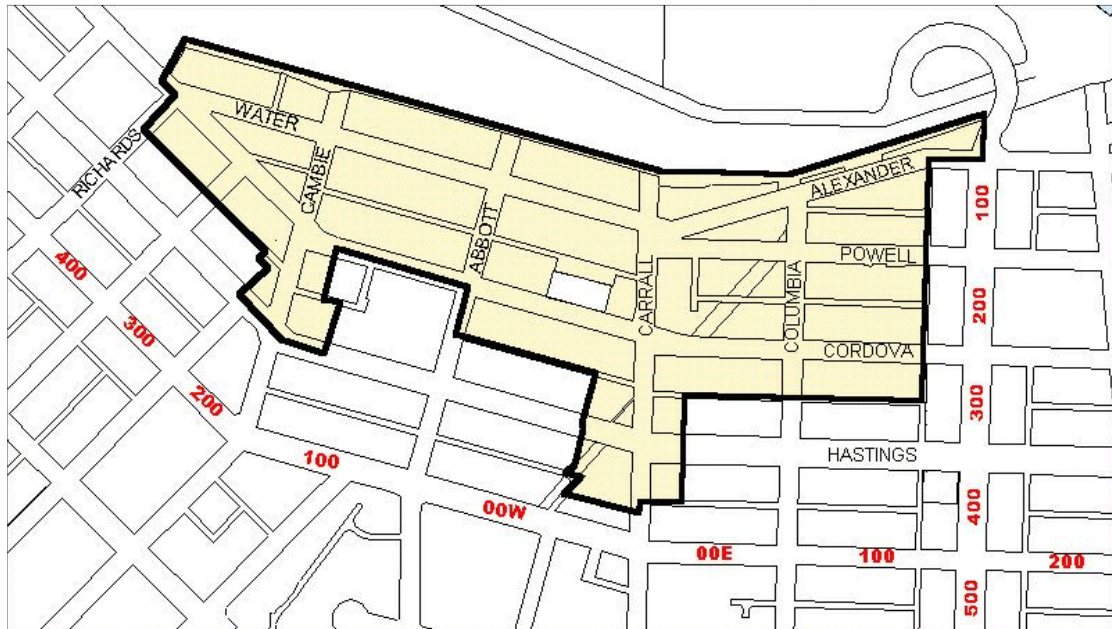 WATER
RICHARDS
CAMBIE
ALEXANDER
100
ABBOTT
POWELL
400
CARRALL
COLUMBIA
200
300
CORDOVA
200
300
100
HASTINGS
00W
400
00E
100
200
500